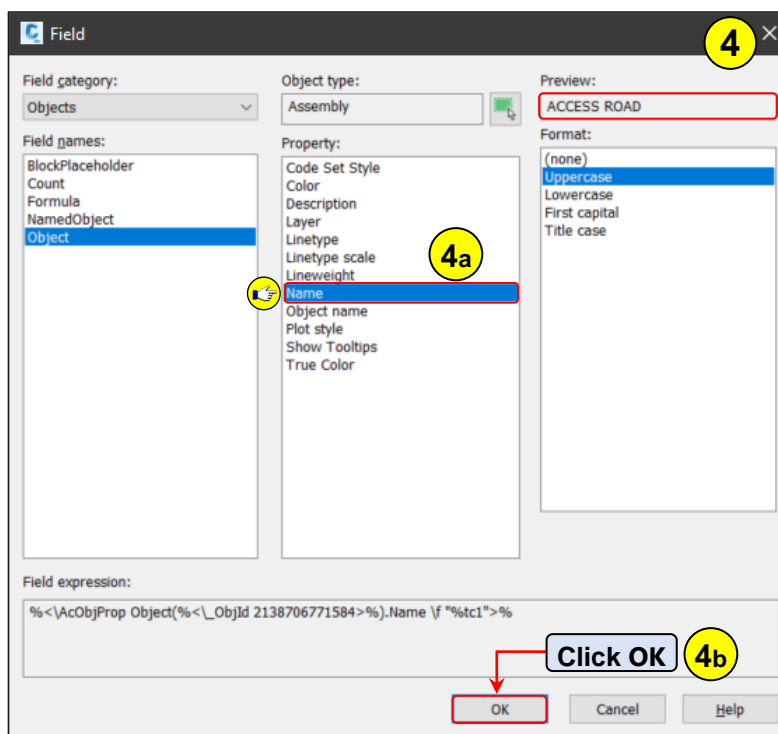 Field
4
Field category:
Objects
Field names:
BlockPlaceholder
Count
Formula
NamedObject
Object
Object type:
Assembly
Property:
Code Set Style
Color
Description
Layer
Linetype
Linetype scale
Lineweight
Name
Object name
Plot style
Show Tooltips
True Color
4a
Preview:
ACCESS ROAD
Format:
(none)
Uppercase
Lowercase
First capital
Title case
Field expression:
%<\AcObjProp Object(%<\_ObjId 2138706771584>%).Name \f "%tc1">%
Click OK
4b
OK
Cancel
Help